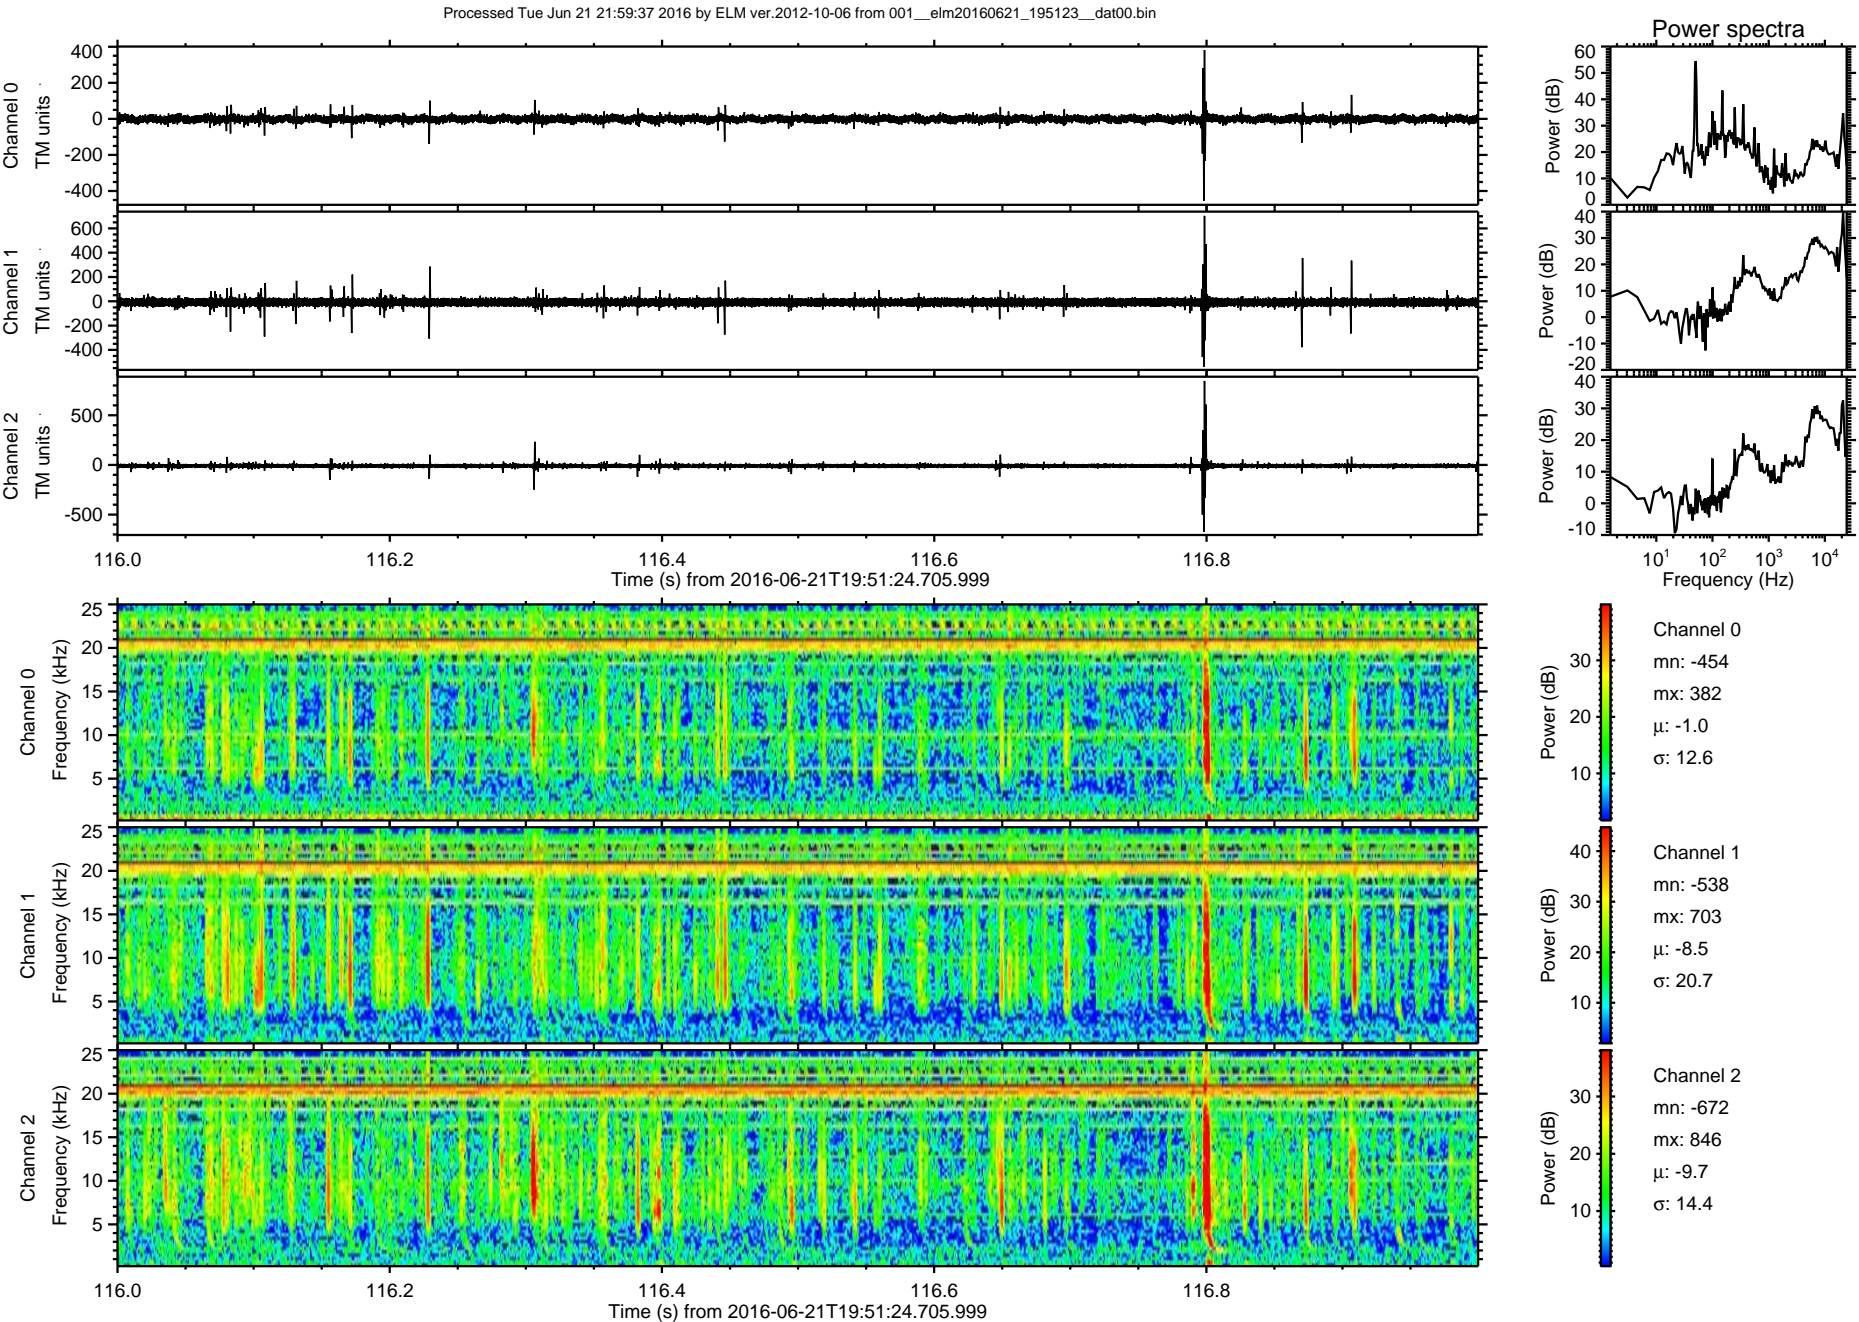 Processed Tue Jun 21 21:59:37 2016 by ELM ver.2012-10-06 from 001__elm20160621_195123__dat00.bin
Power spectra
Channel 0
TM units
400
200
0
-200
-400
Power (dB)
60
50
40
30
20
10
0
Channel 1
TM units
600
400
200
0
-200
-400
Power (dB)
40
30
20
10
0
-10
-20
Channel 2
TM units
500
0
-500
Power (dB)
40
30
20
10
0
-10
116.0 116.2 116.4 116.6 116.8
Time (s) from 2016-06-21T19:51:24.705.999
10^1 10^2 10^3 10^4
Frequency (Hz)
Channel 0
Frequency (kHz)
25
20
15
10
5
Power (dB)
30
20
10
Channel 0
mn: -454
mx: 382
µ: -1.0
σ: 12.6
Channel 1
Frequency (kHz)
25
20
15
10
5
Power (dB)
40
30
20
10
Channel 1
mn: -538
mx: 703
µ: -8.5
σ: 20.7
Channel 2
Frequency (kHz)
25
20
15
10
5
Power (dB)
30
20
10
Channel 2
mn: -672
mx: 846
µ: -9.7
σ: 14.4
116.0 116.2 116.4 116.6 116.8
Time (s) from 2016-06-21T19:51:24.705.999